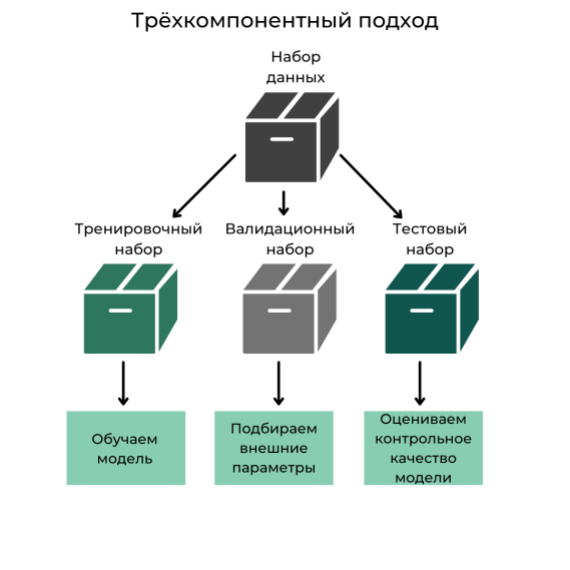 Трёхкомпонентный подход
Набор
данных
Тренировочный
набор
Валидационный
набор
Тестовый
набор
Обучаем
модель
Подбираем
внешние
параметры
Оцениваем
контрольное
качество
модели